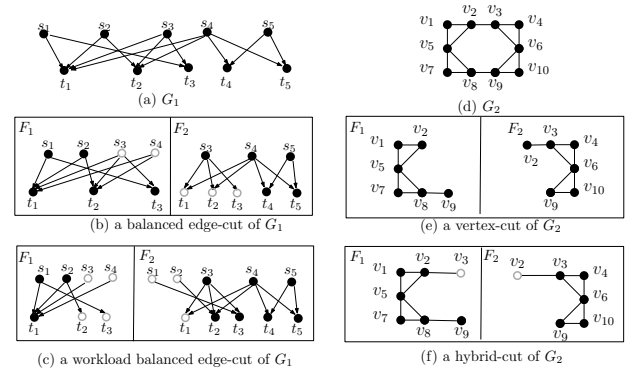 s1 s2 s3 s4 s5
t1 t2 t3 t4 t5
(a) G1
v1 v2 v3 v4
v5 v6
v7 v8 v9 v10
(d) G2
F1 F2
s1 s2 s3 s4 s3 s4 s5
t1 t2 t3 t1 t2 t3 t4 t5
(b) a balanced edge-cut of G1
F1 F2
v1 v2 v3 v4
v2
v5 v6
v7 v8 v9 v9 v10
(e) a vertex-cut of G2
F1 F2
s1 s2 s3 s4 s1 s2 s3 s4 s5
t1 t2 t3 t1 t2 t3 t4 t5
(c) a workload balanced edge-cut of G1
F1 F2
v1 v2 v3 v2 v3 v4
v5 v6
v7 v8 v9 v9 v10
(f) a hybrid-cut of G2